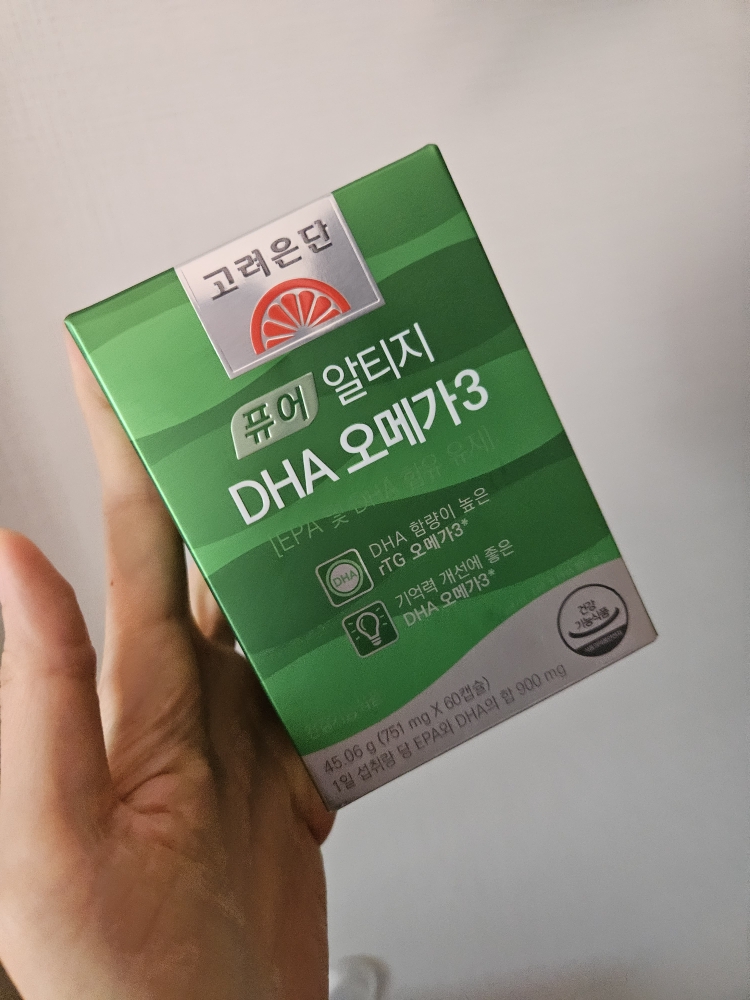 고려은단
퓨어 알티지
DHA 오메가3
[EPA 및 DHA 함유 유지]
DHA
DHA 함량이 높은
rTG 오메가3*
기억력 개선에 좋은
DHA 오메가3*
건강
기능식품
45.06 g (751 mg X 60캡슐)
1일 섭취량 당 EPA와 DHA의 합 900 mg